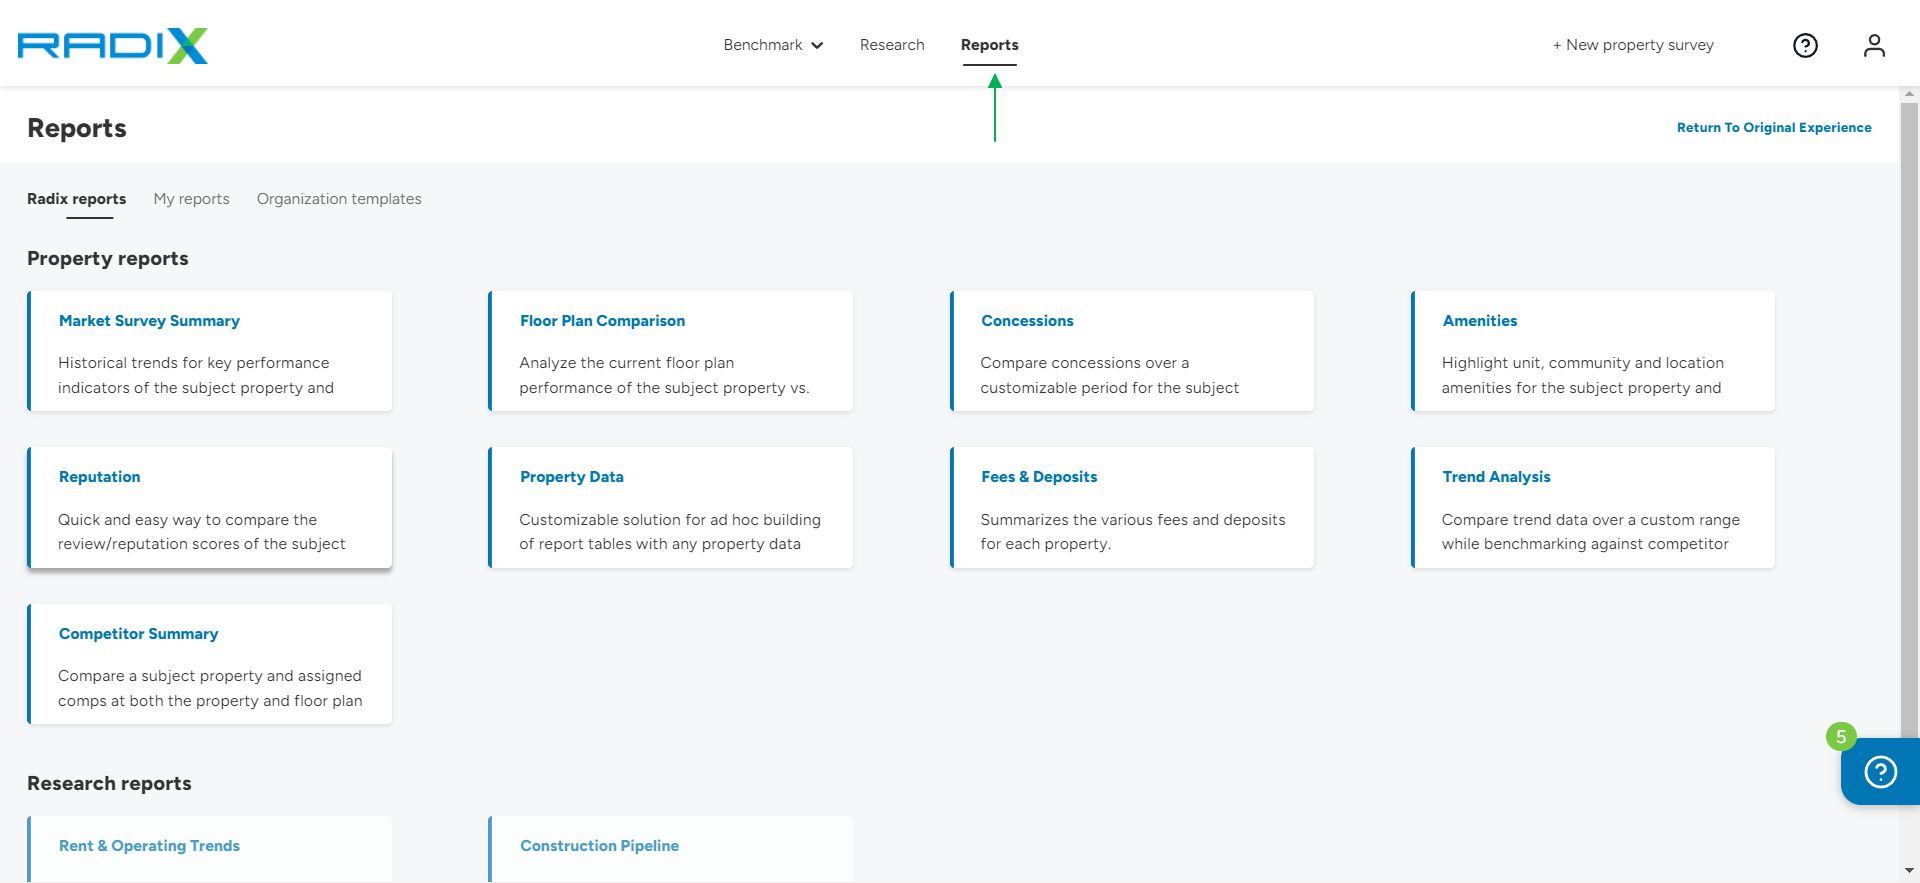 RADIX
Benchmark
Research
Reports
+ New property survey
Reports
Return To Original Experience
Radix reports
My reports
Organization templates
Property reports
Market Survey Summary
Historical trends for key performance
indicators of the subject property and
Floor Plan Comparison
Analyze the current floor plan
performance of the subject property vs.
Concessions
Compare concessions over a
customizable period for the subject
Amenities
Highlight unit, community and location
amenities for the subject property and
Reputation
Quick and easy way to compare the
review/reputation scores of the subject
Property Data
Customizable solution for ad hoc building
of report tables with any property data
Fees & Deposits
Summarizes the various fees and deposits
for each property.
Trend Analysis
Compare trend data over a custom range
while benchmarking against competitor
Competitor Summary
Compare a subject property and assigned
comps at both the property and floor plan
5
Research reports
Rent & Operating Trends
Construction Pipeline